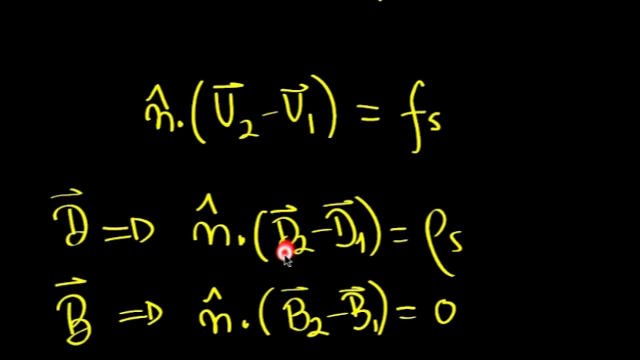 n̂·(U⃗₂ – U⃗₁) = fs
D⃗ ⇒ n̂·(D⃗₂ – D⃗₁) = ρs
B⃗ ⇒ n̂·(B⃗₂ – B⃗₁) = 0